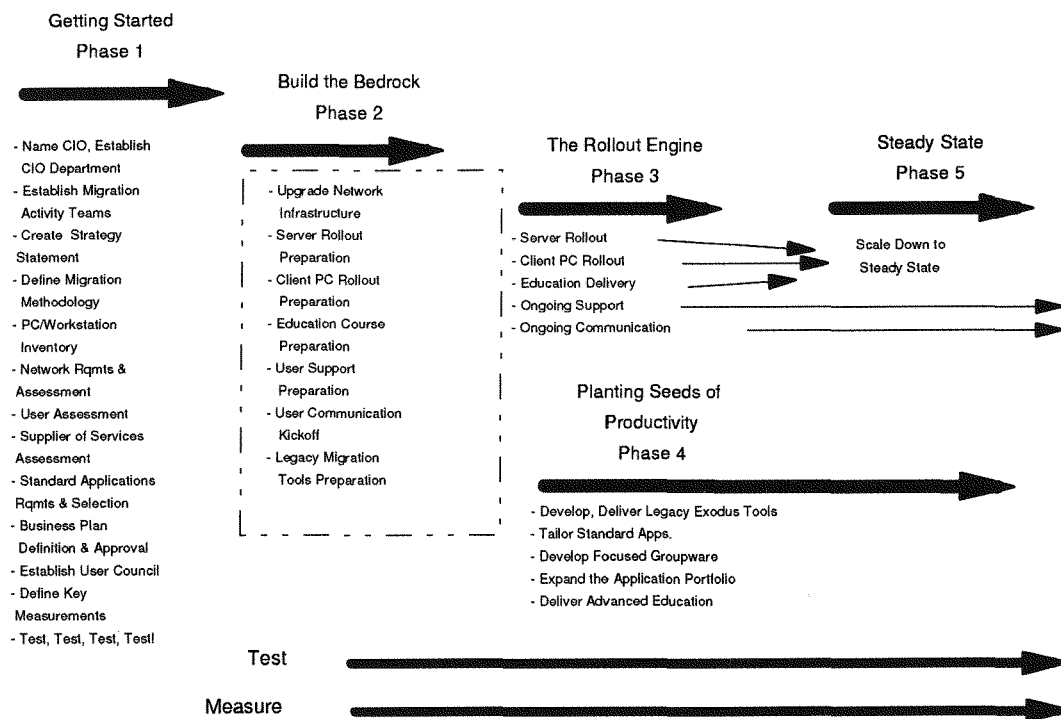 Getting Started
Phase 1
- Name CIO, Establish
CIO Department
- Establish Migration
Activity Teams
- Create Strategy
Statement
- Define Migration
Methodology
- PC/Workstation
Inventory
- Network Rqmts &
Assessment
- User Assessment
- Supplier of Services
Assessment
- Standard Applications
Rqmts & Selection
- Business Plan
Definition & Approval
- Establish User Council
- Define Key
Measurements
- Test, Test, Test, Test!
Build the Bedrock
Phase 2
- Upgrade Network
Infrastructure
- Server Rollout
Preparation
- Client PC Rollout
Preparation
- Education Course
Preparation
- User Support
Preparation
- User Communication
Kickoff
- Legacy Migration
Tools Preparation
The Rollout Engine
Phase 3
- Server Rollout
- Client PC Rollout
- Education Delivery
- Ongoing Support
- Ongoing Communication
Steady State
Phase 5
Scale Down to
Steady State
Planting Seeds of
Productivity
Phase 4
- Develop, Deliver Legacy Exodus Tools
- Tailor Standard Apps.
- Develop Focused Groupware
- Expand the Application Portfolio
- Deliver Advanced Education
Test
Measure